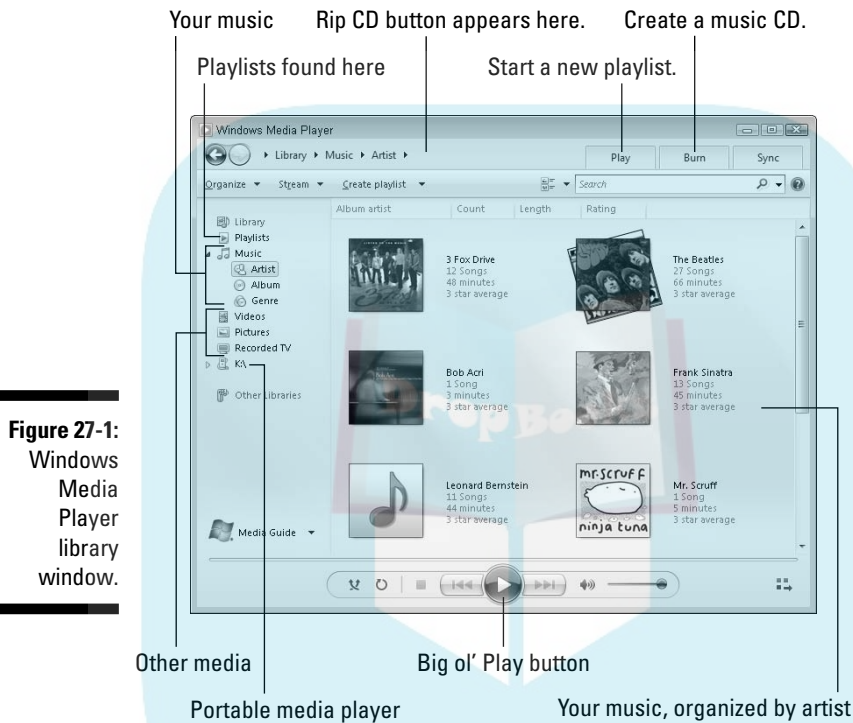 Your music
Rip CD button appears here.
Create a music CD.
Playlists found here
Start a new playlist.
Windows Media Player
Library Music Artist
Play
Burn
Sync
Organize
Stream
Create playlist
Search
Album artist
Count
Length
Rating
Library
Playlists
Music
Artist
Album
Genre
Videos
Pictures
Recorded TV
K:\
Other Libraries
3 Fox Drive
12 Songs
48 minutes
3 star average
The Beatles
27 Songs
66 minutes
3 star average
Bob Acri
1 Song
3 minutes
3 star average
Frank Sinatra
13 Songs
45 minutes
3 star average
Leonard Bernstein
11 Songs
44 minutes
3 star average
mr.scruff
ninja tuna
Mr. Scruff
1 Song
5 minutes
3 star average
Media Guide
Figure 27-1:
Windows
Media
Player
library
window.
Other media
Big ol' Play button
Portable media player
Your music, organized by artist